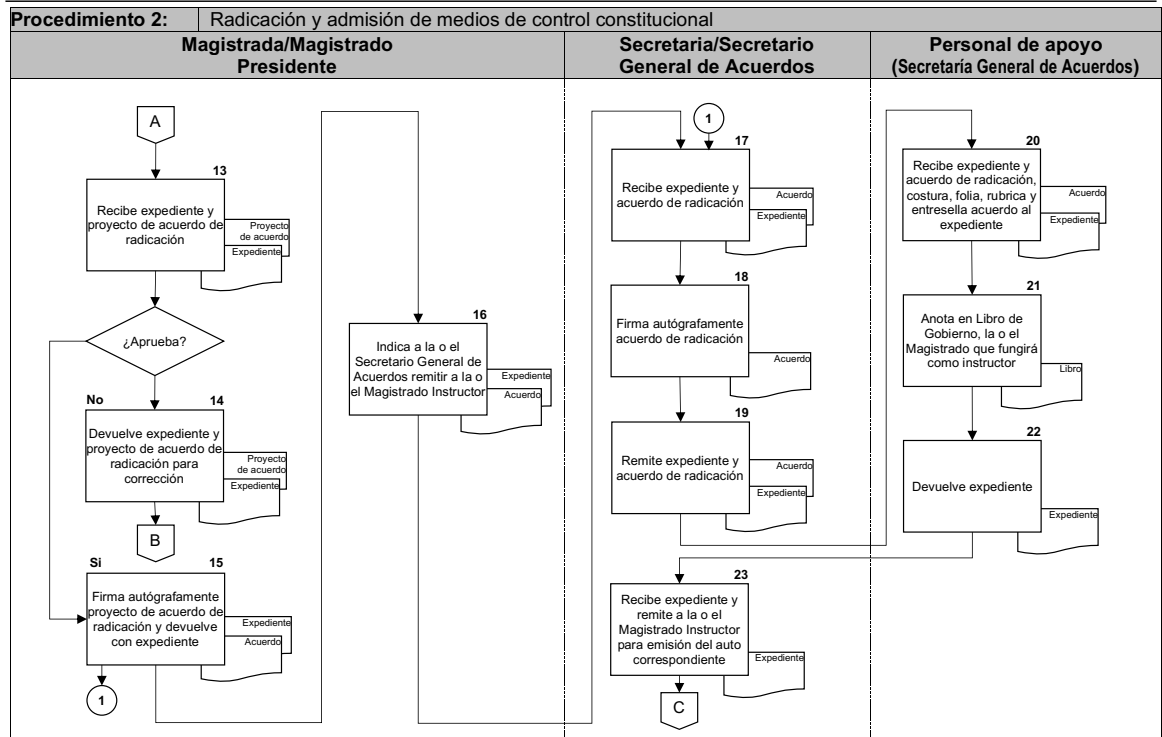 Procedimiento 2: Radicación y admisión de medios de control constitucional
Magistrada/Magistrado
Presidente
Secretaria/Secretario
General de Acuerdos
Personal de apoyo
(Secretaría General de Acuerdos)
A
13
Recibe expediente y
proyecto de acuerdo de
radicación
Proyecto
de acuerdo
Expediente
¿Aprueba?
No
14
Devuelve expediente y
proyecto de acuerdo de
radicación para
corrección
Proyecto
de acuerdo
Expediente
B
Si
15
Firma autógrafamente
proyecto de acuerdo de
radicación y devuelve
con expediente
Expediente
Acuerdo
1
16
Indica a la o el
Secretario General de
Acuerdos remitir a la o
el Magistrado Instructor
Expediente
Acuerdo
1
17
Recibe expediente y
acuerdo de radicación
Acuerdo
Expediente
18
Firma autógrafamente
acuerdo de radicación
Acuerdo
19
Remite expediente y
acuerdo de radicación
Acuerdo
Expediente
20
Recibe expediente y
acuerdo de radicación,
costura, folia, rubrica y
entresella acuerdo al
expediente
Acuerdo
Expediente
21
Anota en Libro de
Gobierno, la o el
Magistrado que fungirá
como instructor
Libro
22
Devuelve expediente
Expediente
23
Recibe expediente y
remite a la o el
Magistrado Instructor
para emisión del auto
correspondiente
Expediente
C